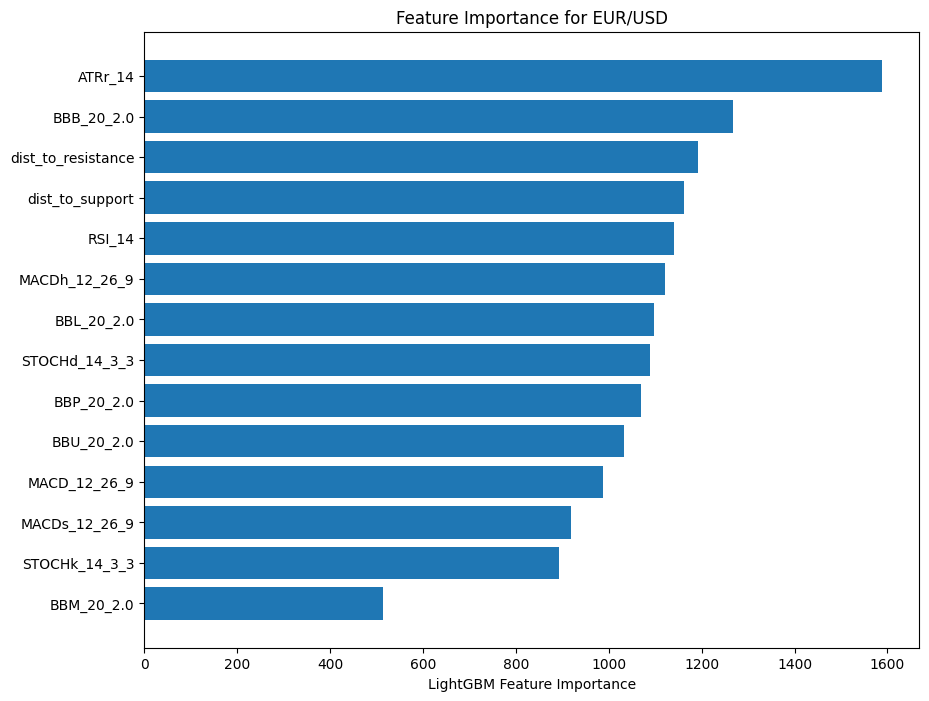 Feature Importance for EUR/USD
ATRr_14
BBB_20_2.0
dist_to_resistance
dist_to_support
RSI_14
MACDh_12_26_9
BBL_20_2.0
STOCHd_14_3_3
BBP_20_2.0
BBU_20_2.0
MACD_12_26_9
MACDs_12_26_9
STOCHk_14_3_3
BBM_20_2.0
0 200 400 600 800 1000 1200 1400 1600
LightGBM Feature Importance